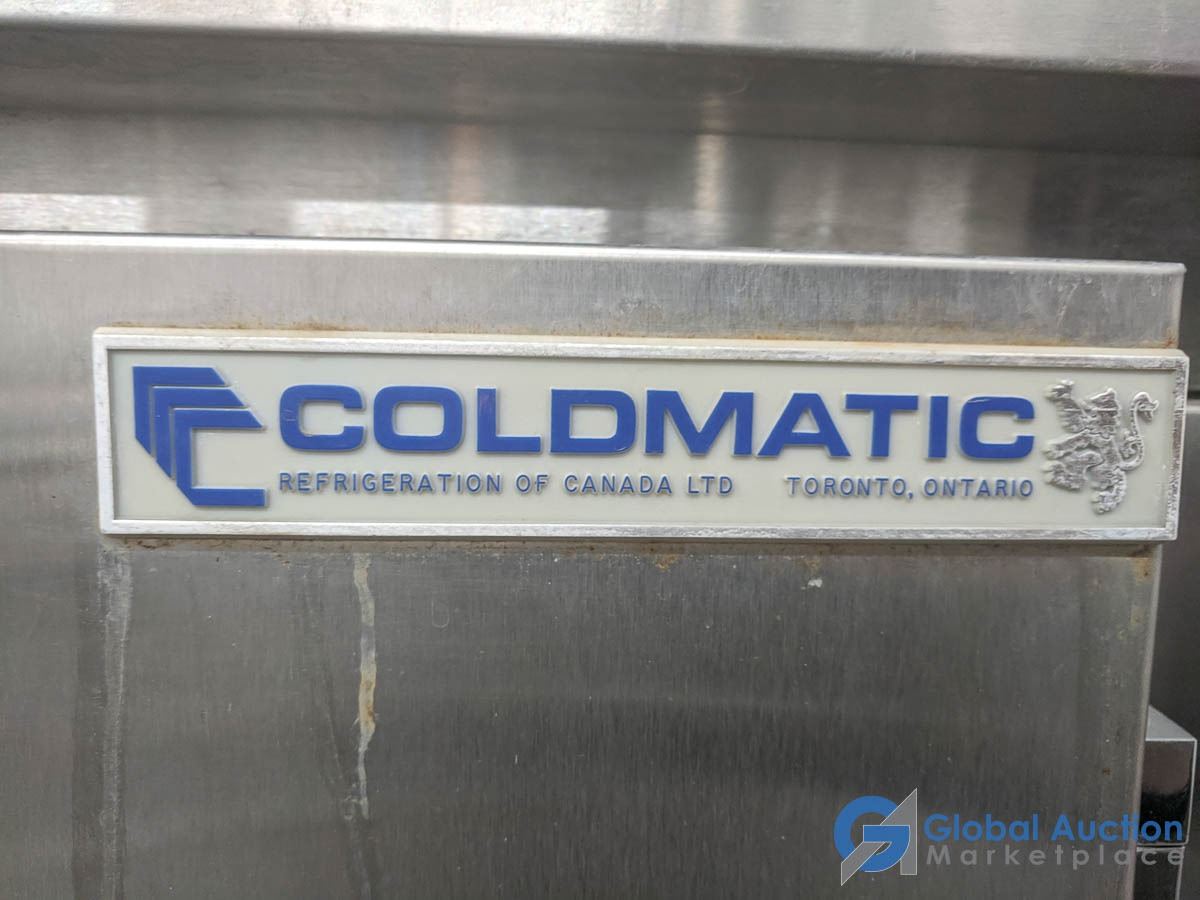 COLDMATIC
REFRIGERATION OF CANADA LTD TORONTO, ONTARIO
Global Auction
Marketplace